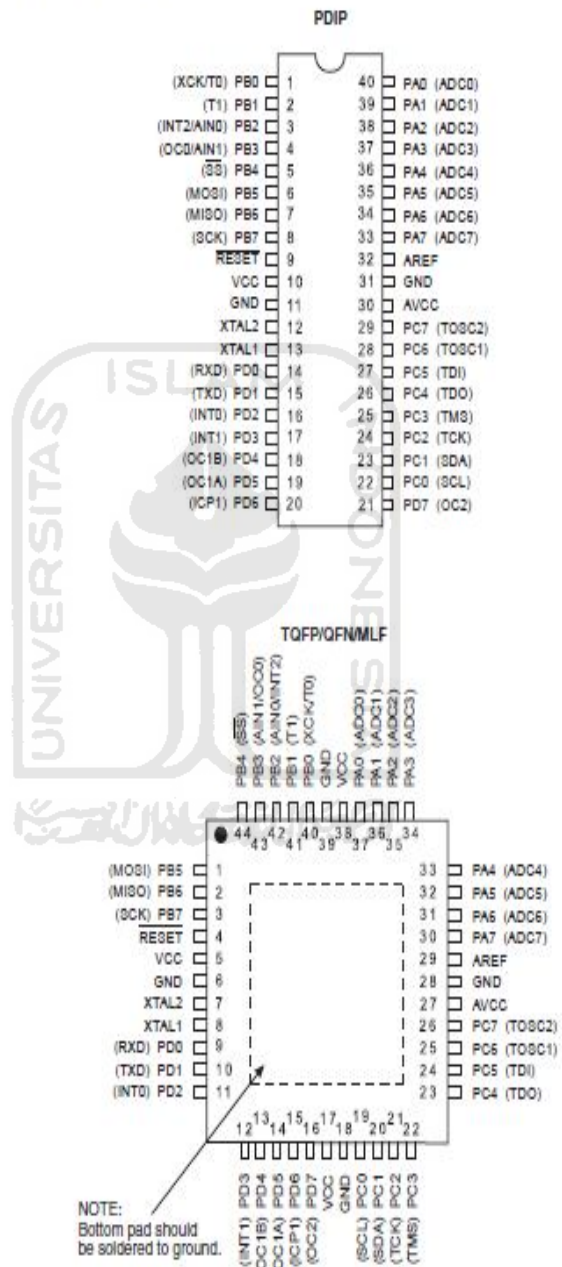 PDIP
(XCK/T0) PB0 1 40 PA0 (ADC0)
(T1) PB1 2 39 PA1 (ADC1)
(INT2/AIN0) PB2 3 38 PA2 (ADC2)
(OC0/AIN1) PB3 4 37 PA3 (ADC3)
(SS) PB4 5 36 PA4 (ADC4)
(MOSI) PB5 6 35 PA5 (ADC5)
(MISO) PB6 7 34 PA6 (ADC6)
(SCK) PB7 8 33 PA7 (ADC7)
RESET 9 32 AREF
VCC 10 31 GND
GND 11 30 AVCC
XTAL2 12 29 PC7 (TOSC2)
XTAL1 13 28 PC6 (TOSC1)
(RXD) PD0 14 27 PC5 (TDI)
(TXD) PD1 15 26 PC4 (TDO)
(INT0) PD2 16 25 PC3 (TMS)
(INT1) PD3 17 24 PC2 (TCK)
(OC1B) PD4 18 23 PC1 (SDA)
(OC1A) PD5 19 22 PC0 (SCL)
(ICP1) PD6 20 21 PD7 (OC2)
UNIVERSITAS ISLAM INDONESIA
TQFP/QFN/MLF
PB4 (SS)
PB3 (AIN1/OC0)
PB2 (AIN0/INT2)
PB1 (T1)
PB0 (XCK/T0)
GND
VCC
PA0 (ADC0)
PA1 (ADC1)
PA2 (ADC2)
PA3 (ADC3)
44 43 42 41 40 39 38 37 36 35 34
(MOSI) PB5 1 33 PA4 (ADC4)
(MISO) PB6 2 32 PA5 (ADC5)
(SCK) PB7 3 31 PA6 (ADC6)
RESET 4 30 PA7 (ADC7)
VCC 5 29 AREF
GND 6 28 GND
XTAL2 7 27 AVCC
XTAL1 8 26 PC7 (TOSC2)
(RXD) PD0 9 25 PC6 (TOSC1)
(TXD) PD1 10 24 PC5 (TDI)
(INT0) PD2 11 23 PC4 (TDO)
12 13 14 15 16 17 18 19 20 21 22
(INT1) PD3
OC1B) PD4
OC1A) PD5
(ICP1) PD6
(OC2) PD7
VCC
GND
(SCL) PC0
(SDA) PC1
(TCK) PC2
(TMS) PC3
NOTE:
Bottom pad should
be soldered to ground.